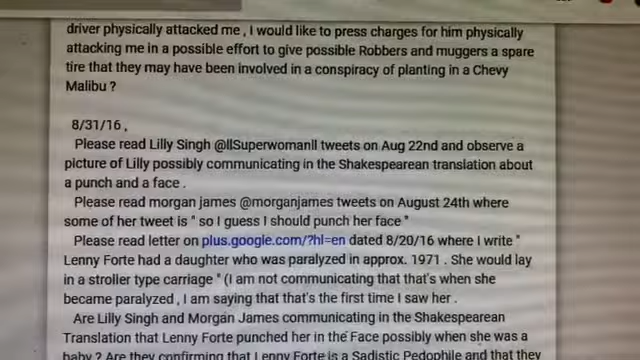 driver physically attacked me , I would like to press charges for him physically
attacking me in a possible effort to give possible Robbers and muggers a spare
tire that they may have been involved in a conspiracy of planting in a Chevy
Malibu ?
8/31/16 ,
Please read Lilly Singh @llSuperwomanll tweets on Aug 22nd and observe a
picture of Lilly possibly communicating in the Shakespearean translation about
a punch and a face .
Please read morgan james @morganjames tweets on August 24th where
some of her tweet is " so I guess I should punch her face "
Please read letter on plus.google.com/?hl=en dated 8/20/16 where I write "
Lenny Forte had a daughter who was paralyzed in approx. 1971 . She would lay
in a stroller type carriage " (I am not communicating that that's when she
became paralyzed , I am saying that that's the first time I saw her .
Are Lilly Singh and Morgan James communicating in the Shakespearean
Translation that Lenny Forte punched her in the Face possibly when she was a
baby ? Are they confirming that Lenny Forte is a Sadistic Pedophile and that they